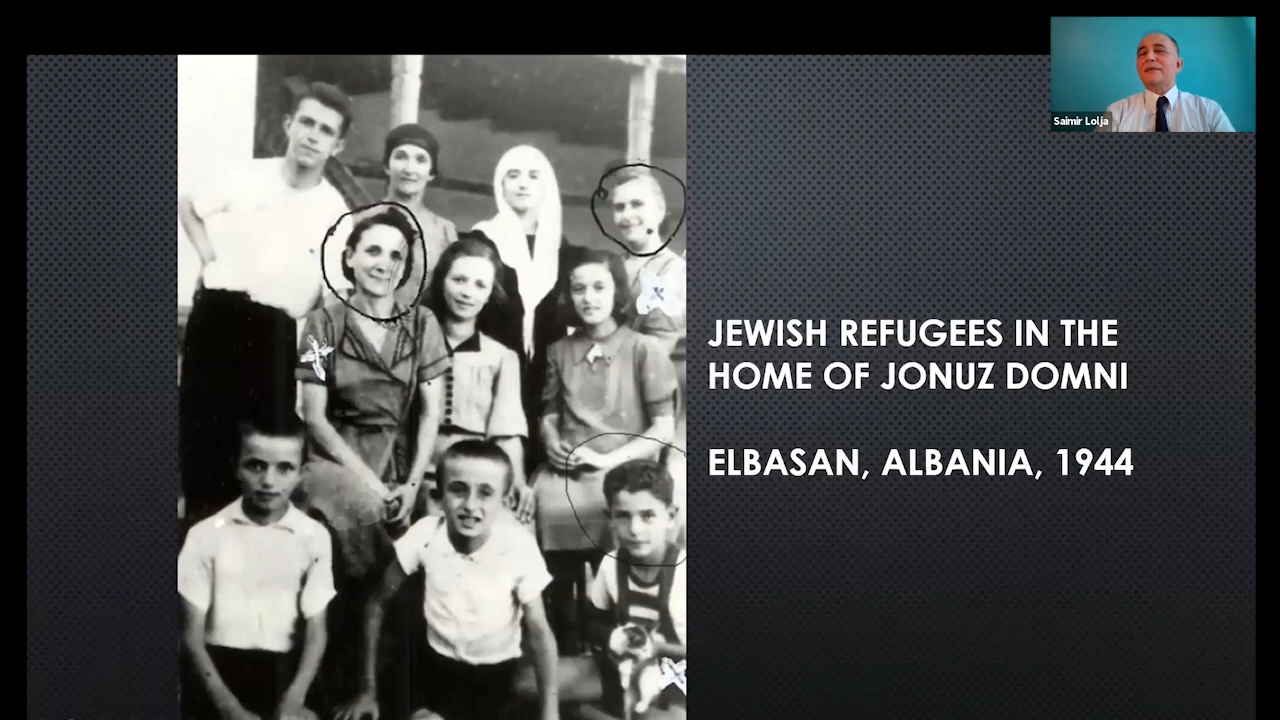 Saimir Lolja
JEWISH REFUGEES IN THE
HOME OF JONUZ DOMNI
ELBASAN, ALBANIA, 1944